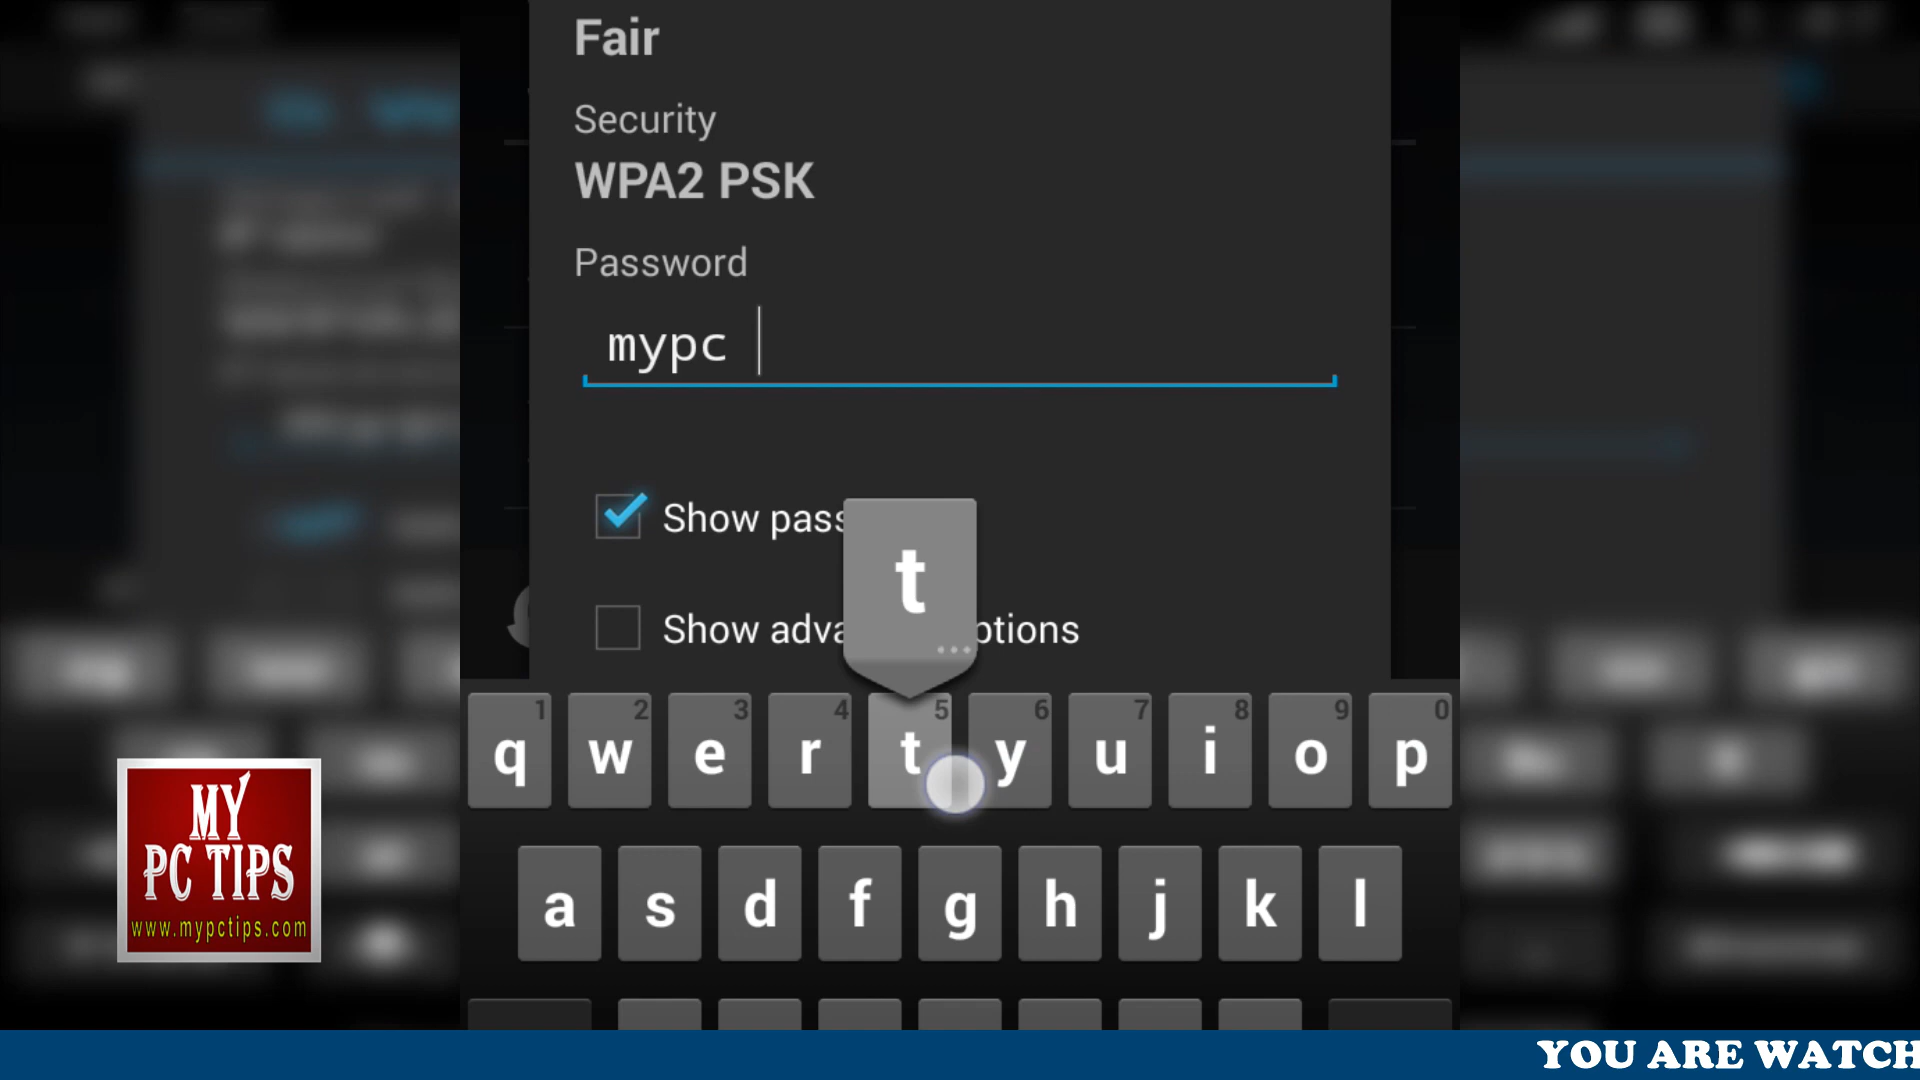 Fair
Security
WPA2 PSK
Password
mypc
Show pass
t
Show adva ptions
1 2 3 4 5 6 7 8 9 0
q w e r t y u i o p
a s d f g h j k l
MY
PC TIPS
www.mypctips.com
YOU ARE WATCH